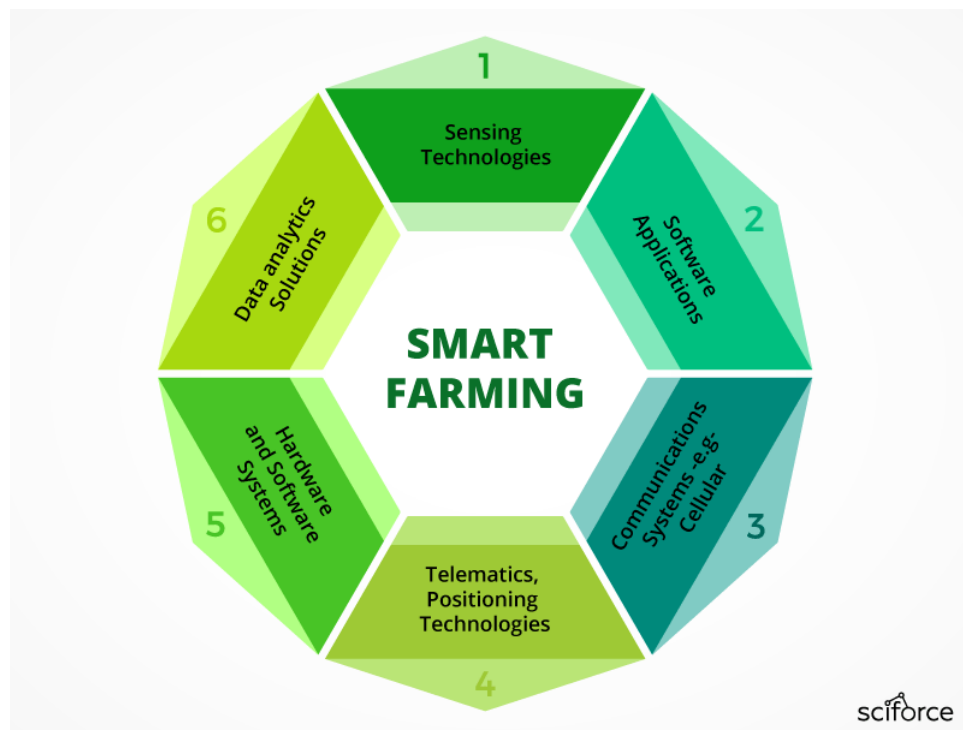 1
Sensing
Technologies
2
Software
Applications
3
Communications
Systems -e.g-
Cellular
4
Telematics,
Positioning
Technologies
5
Hardware
and Software
Systems
6
Data analytics
Solutions
SMART
FARMING
sciforce